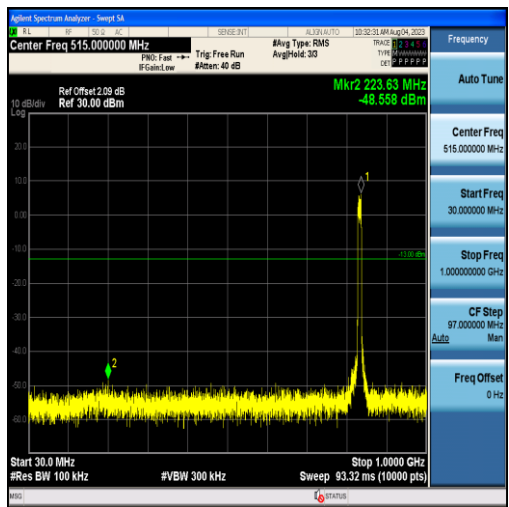 Agilent Spectrum Analyzer - Swept SA
RL RF 50 Ω AC SENSE:INT ALIGN AUTO 10:32:31 AM Aug 04, 2023
Center Freq 515.000000 MHz
PNO: Fast
IFGain:Low
Trig: Free Run
#Atten: 40 dB
#Avg Type: RMS
Avg|Hold: 3/3
TRACE 1 2 3 4 5 6
TYPE
DET P P P P P P
Frequency
Ref Offset 2.09 dB
10 dB/div Ref 30.00 dBm
Log
Mkr2 223.63 MHz
-48.558 dBm
20.0
10.0
0.00
-10.0
-20.0
-30.0
-40.0
-50.0
-60.0
1
2
-13.00 dBm
Start 30.0 MHz
Stop 1.0000 GHz
#Res BW 100 kHz
#VBW 300 kHz
Sweep 93.32 ms (10000 pts)
Auto Tune
Center Freq
515.000000 MHz
Start Freq
30.000000 MHz
Stop Freq
1.000000000 GHz
CF Step
97.000000 MHz
Auto Man
Freq Offset
0 Hz
MSG
STATUS